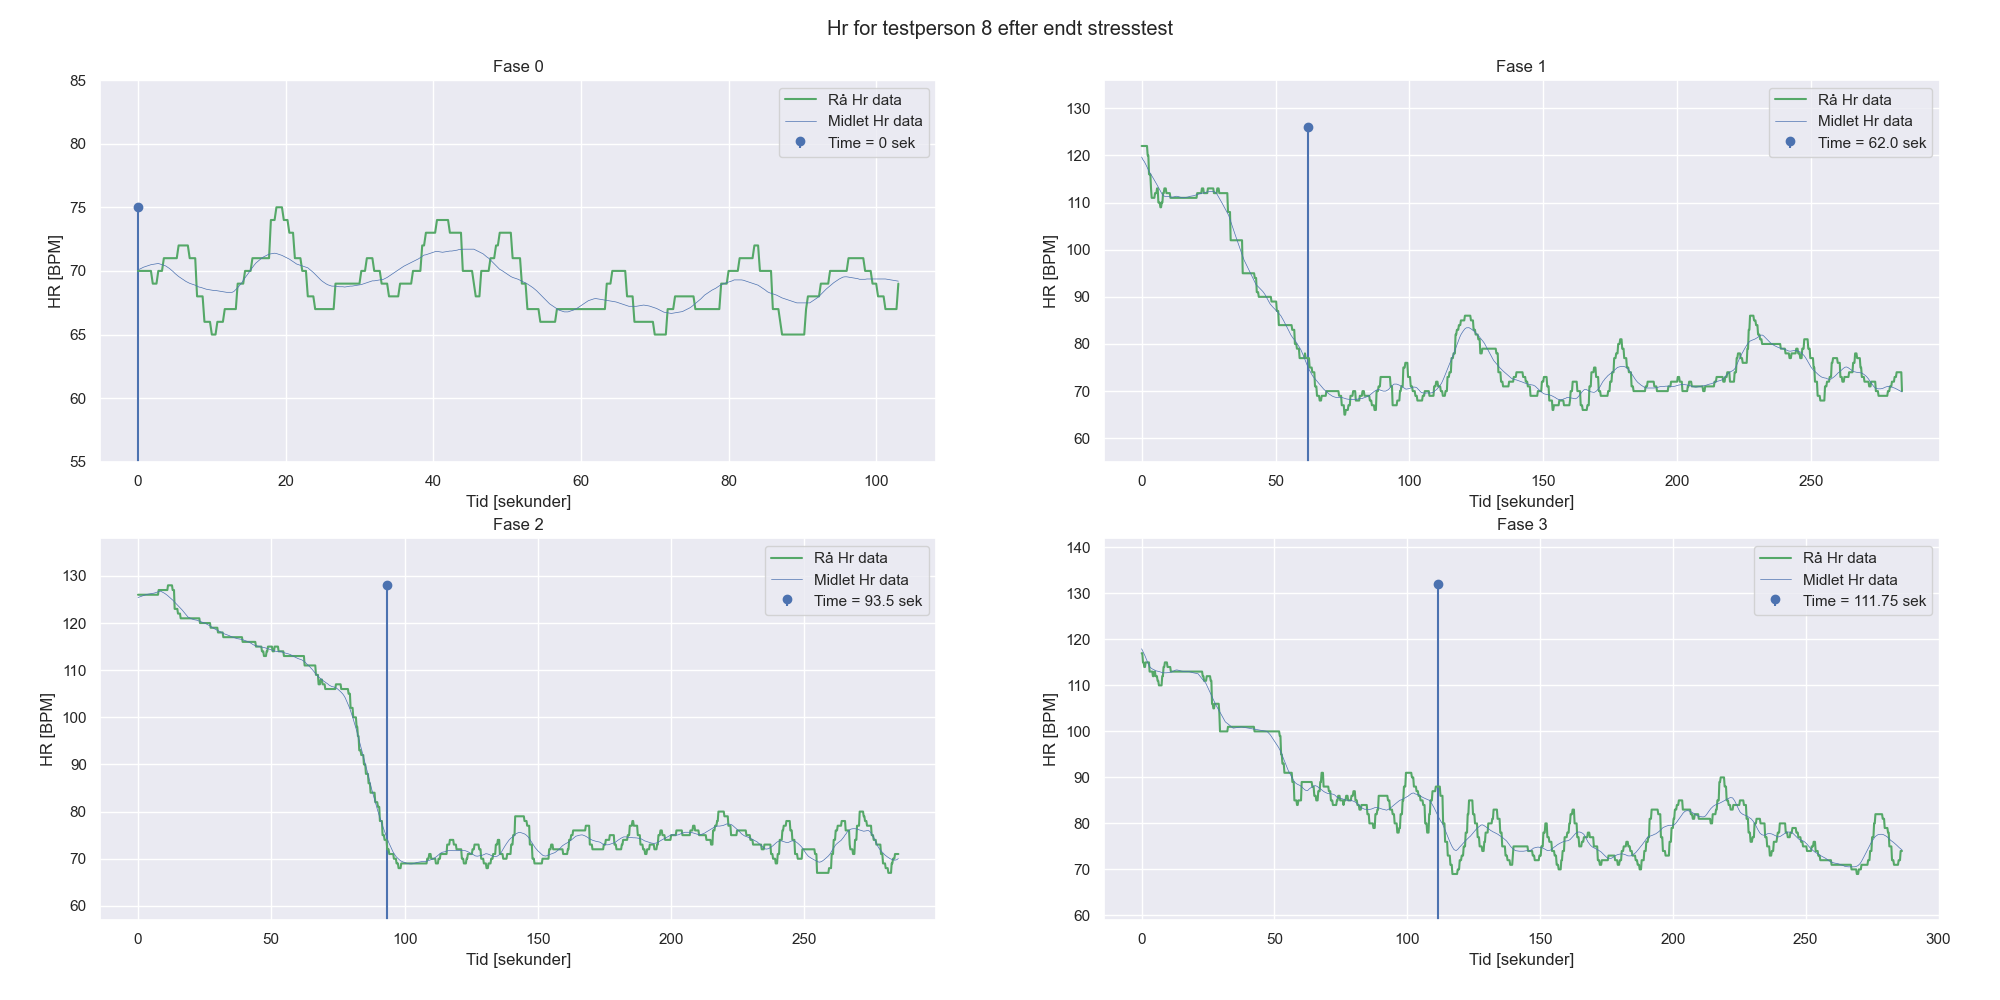 Hr for testperson 8 efter endt stresstest
Fase 0
HR [BPM]
85
80
75
70
65
60
55
Rå Hr data
Midlet Hr data
Time = 0 sek
0 20 40 60 80 100
Tid [sekunder]
Fase 1
HR [BPM]
130
120
110
100
90
80
70
60
Rå Hr data
Midlet Hr data
Time = 62.0 sek
0 50 100 150 200 250
Tid [sekunder]
Fase 2
HR [BPM]
130
120
110
100
90
80
70
60
Rå Hr data
Midlet Hr data
Time = 93.5 sek
0 50 100 150 200 250
Tid [sekunder]
Fase 3
HR [BPM]
140
130
120
110
100
90
80
70
60
Rå Hr data
Midlet Hr data
Time = 111.75 sek
0 50 100 150 200 250 300
Tid [sekunder]